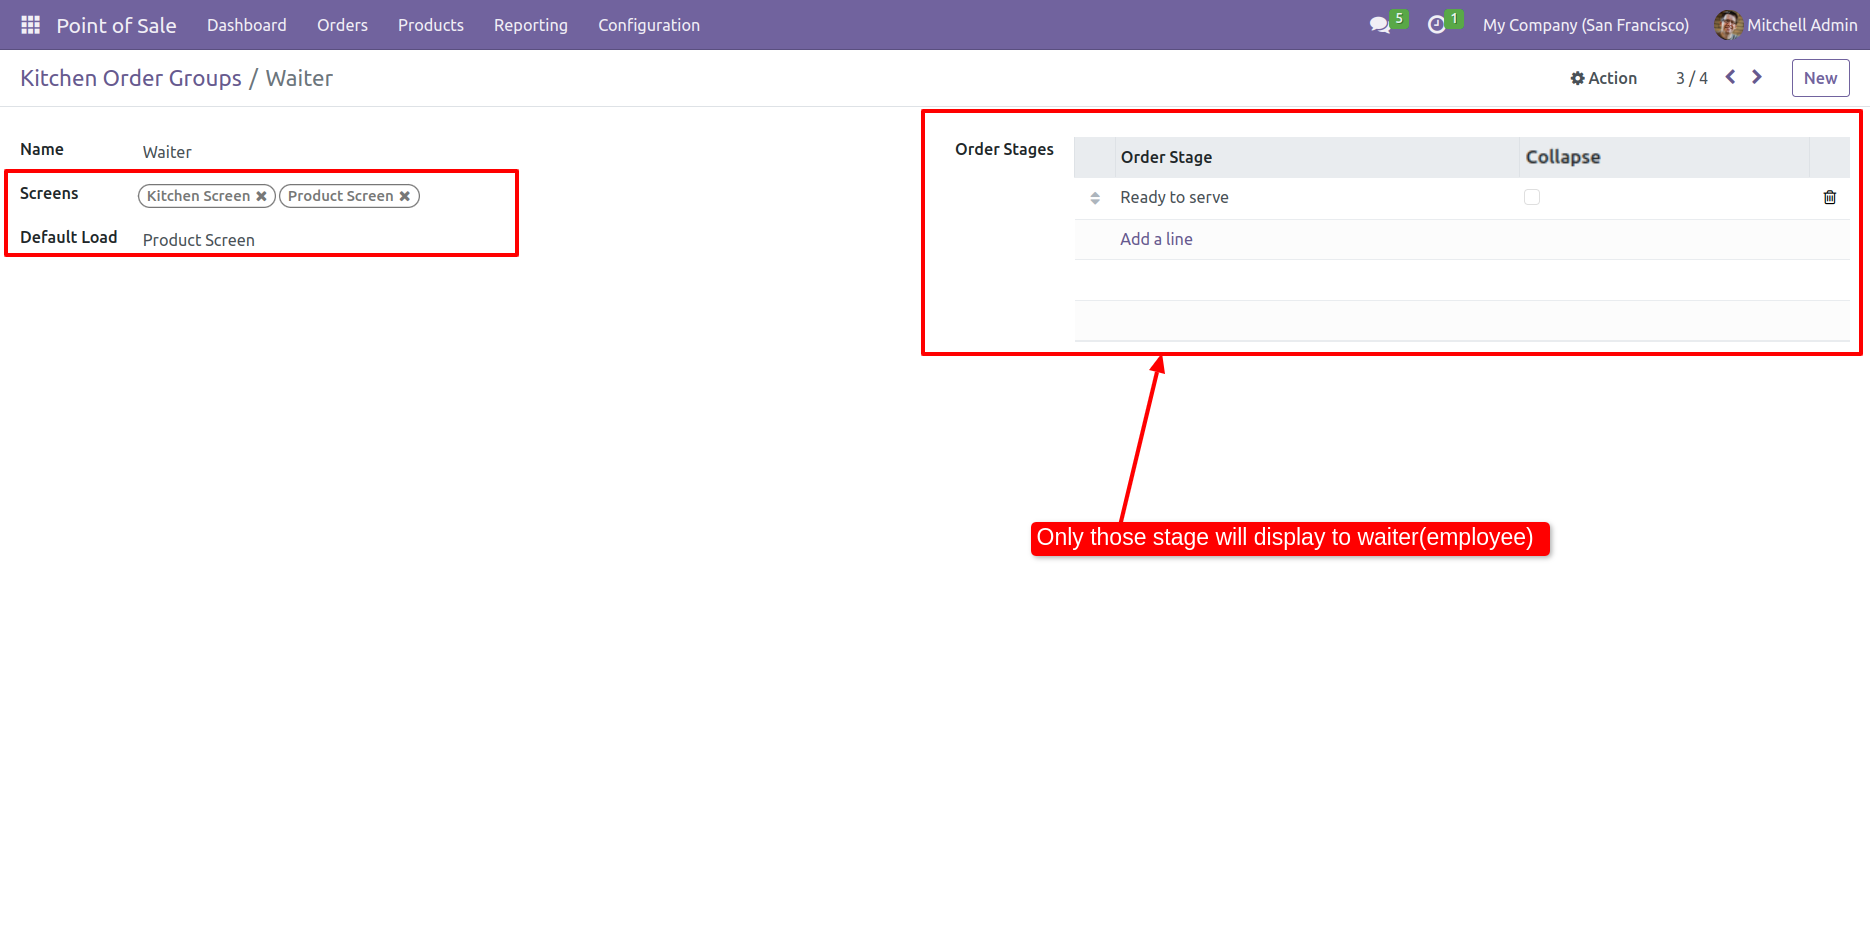 Point of Sale Dashboard Orders Products Reporting Configuration 5 1 My Company (San Francisco) Mitchell Admin
Kitchen Order Groups / Waiter Action 3 / 4 New
Name Waiter
Screens Kitchen Screen Product Screen
Default Load Product Screen
Order Stages Order Stage Collapse
Ready to serve
Add a line
Only those stage will display to waiter(employee)